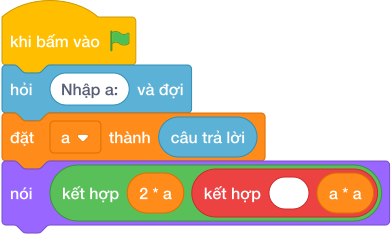 khi bấm vào
hỏi Nhập a: và đợi
đặt a thành câu trả lời
nói kết hợp 2 * a kết hợp a * a